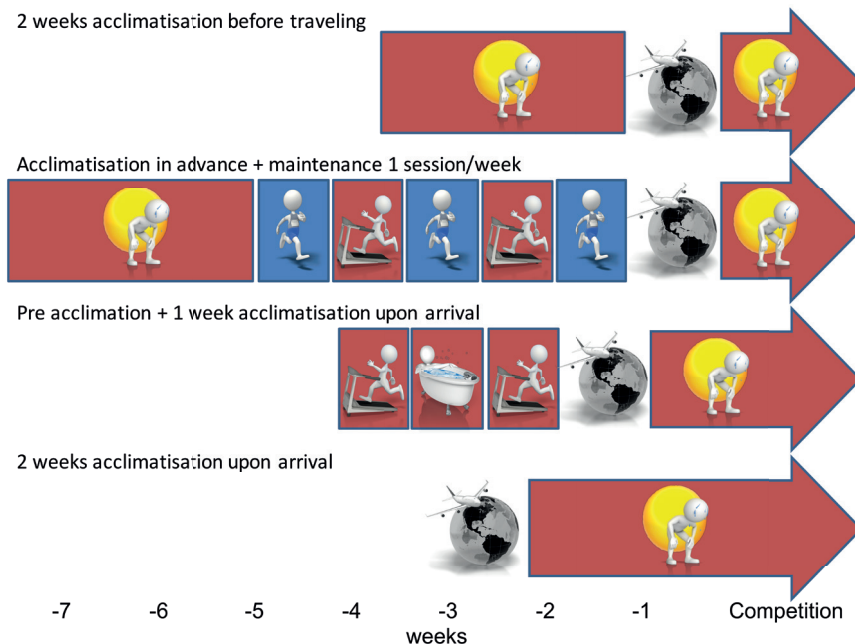 2 weeks acclimatisation before traveling
Acclimatisation in advance + maintenance 1 session/week
Pre acclimation + 1 week acclimatisation upon arrival
2 weeks acclimatisation upon arrival
-7 -6 -5 -4 -3 -2 -1 Competition
weeks